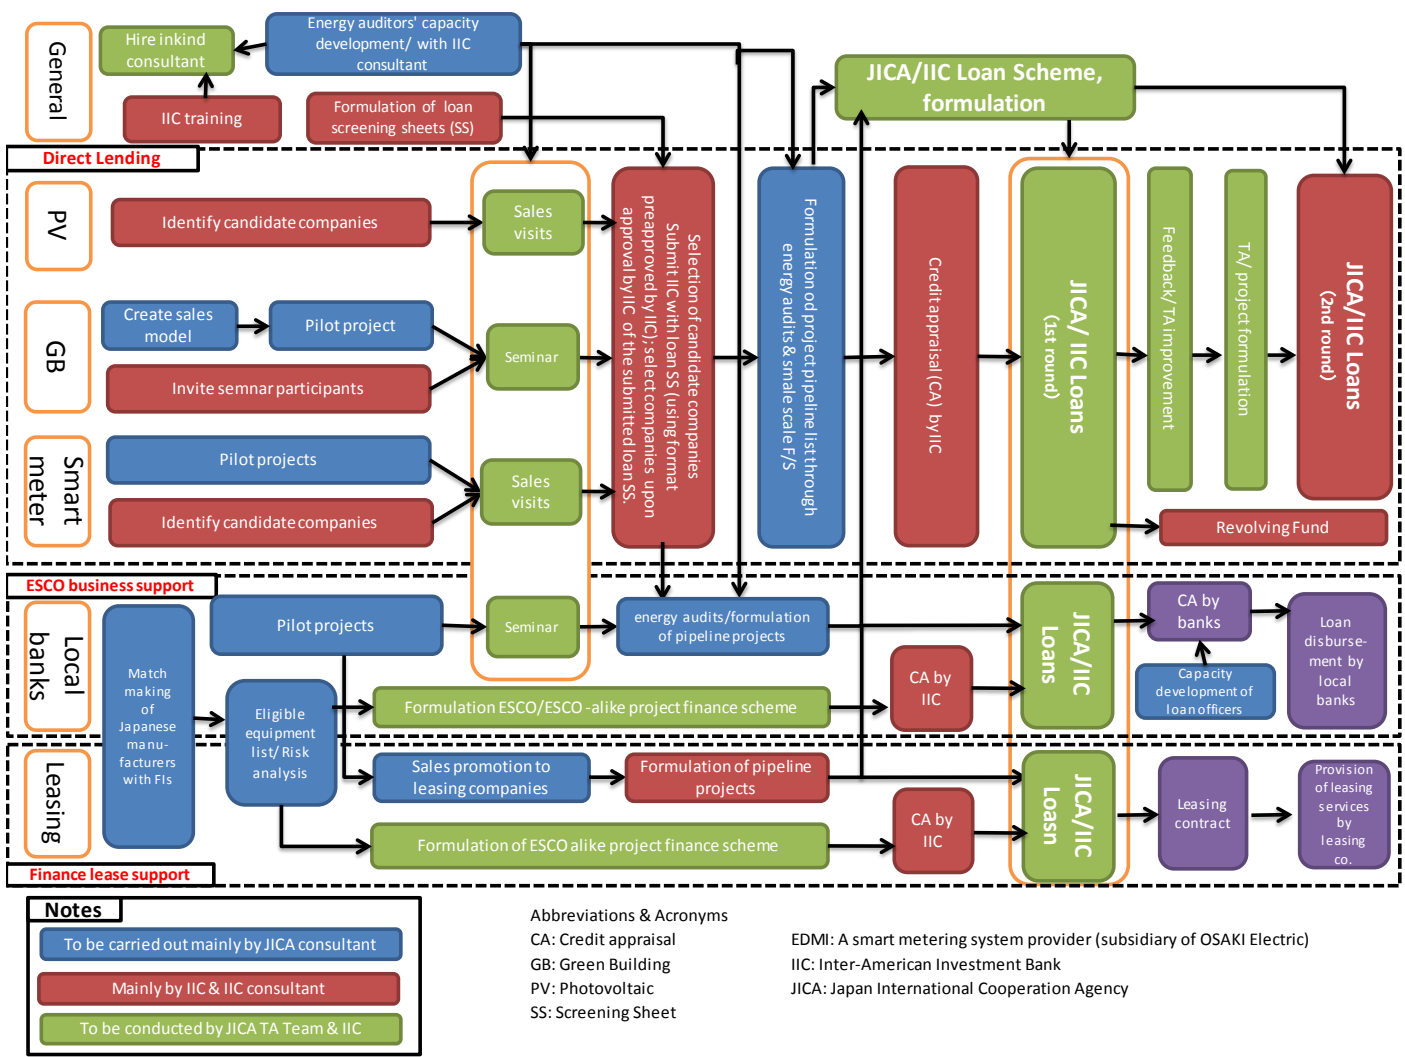 General
Hire inkind
consultant
Energy auditors' capacity
development/ with IIC
consultant
IIC training
Formulation of loan
screening sheets (SS)
JICA/IIC Loan Scheme,
formulation
Direct Lending
PV
Identify candidate companies
Sales
visits
GB
Create sales
model
Pilot project
Invite semnar participants
Seminar
Smart
meter
Pilot projects
Identify candidate companies
Sales
visits
Selection of candidate companies
Submit IIC with loan SS (using format
preapproved by IIC); select companies upon
approval by IIC of the submitted loan SS.
Formulation od project pipeline list through
energy audits & smale scale F/S
Credit appraisal (CA) by IIC
JICA/ IIC Loans
(1st round)
Feedback/ TA improvement
TA/ project formulation
JICA/IIC Loans
(2nd round)
Revolving Fund
ESCO business support
Local
banks
Match
making
of
Japanese
manu-
facturers
with FIs
Pilot projects
Seminar
energy audits/formulation
of pipeline projects
Eligible
equipment
list/ Risk
analysis
Formulation ESCO/ESCO -alike project finance scheme
CA by
IIC
JICA/IIC
Loans
CA by
banks
Capacity
development of
loan officers
Loan
disburse-
ment by
local
banks
Leasing
Sales promotion to
leasing companies
Formulation of pipeline
projects
Formulation of ESCO alike project finance scheme
CA by
IIC
JICA/IIC
Loasn
Leasing
contract
Provision
of leasing
services
by
leasing
co.
Finance lease support
Notes
To be carried out mainly by JICA consultant
Mainly by IIC & IIC consultant
To be conducted by JICA TA Team & IIC
Abbreviations & Acronyms
CA: Credit appraisal
GB: Green Building
PV: Photovoltaic
SS: Screening Sheet
EDMI: A smart metering system provider (subsidiary of OSAKI Electric)
IIC: Inter-American Investment Bank
JICA: Japan International Cooperation Agency